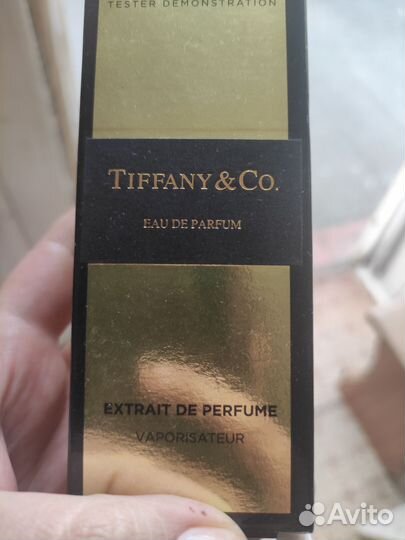 TESTER DEMONSTRATION
TIFFANY & CO.
EAU DE PARFUM
EXTRAIT DE PERFUME
VAPORISATEUR
Avito